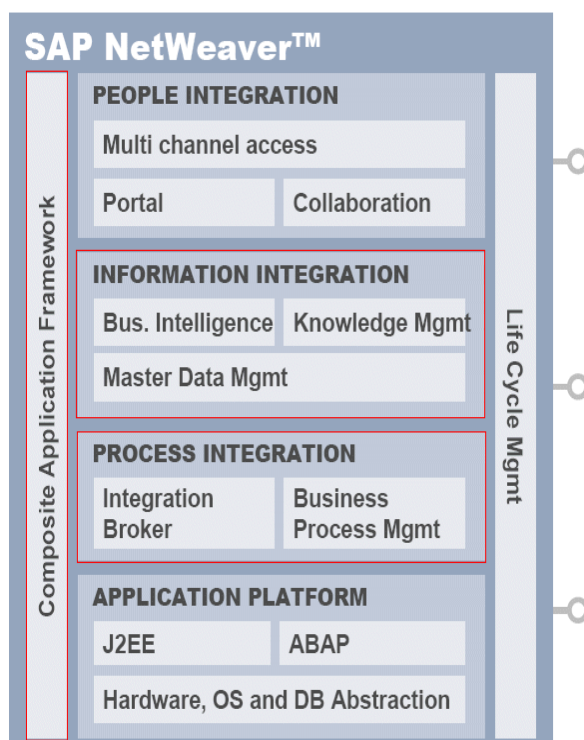 SAP NetWeaver™
Composite Application Framework
PEOPLE INTEGRATION
Multi channel access
Portal
Collaboration
INFORMATION INTEGRATION
Bus. Intelligence
Knowledge Mgmt
Master Data Mgmt
PROCESS INTEGRATION
Integration
Broker
Business
Process Mgmt
APPLICATION PLATFORM
J2EE
ABAP
Hardware, OS and DB Abstraction
Life Cycle Mgmt